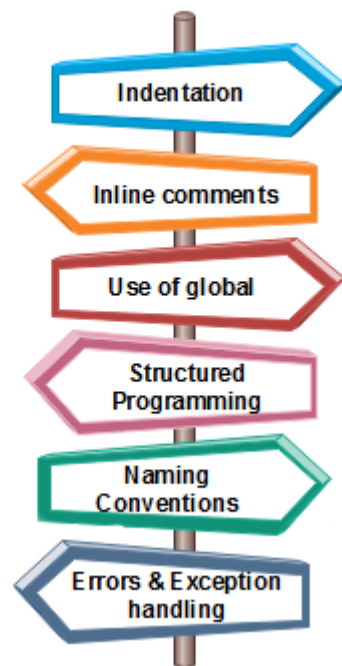 Indentation
Inline comments
Use of global
Structured
Programming
Naming
Conventions
Errors & Exception
handling